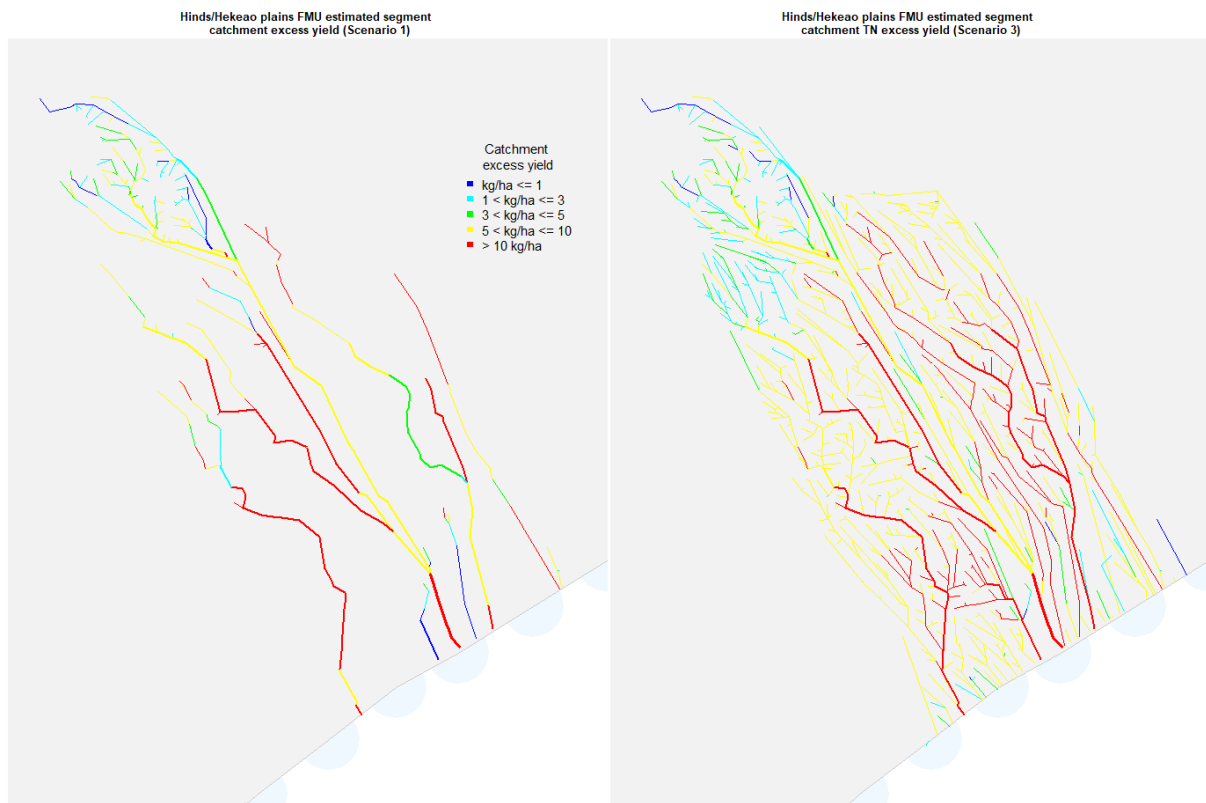 Hinds/Hekeao plains FMU estimated segment
catchment excess yield (Scenario 1)
Hinds/Hekeao plains FMU estimated segment
catchment TN excess yield (Scenario 3)
Catchment
excess yield
kg/ha <= 1
1 < kg/ha <= 3
3 < kg/ha <= 5
5 < kg/ha <= 10
> 10 kg/ha